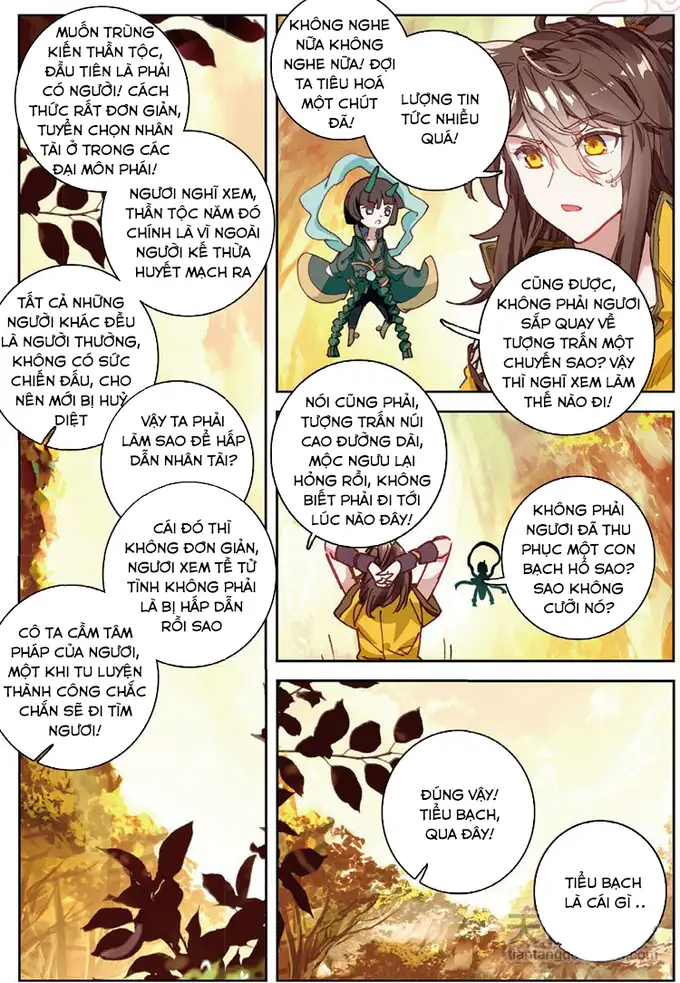 MUỐN TRÙNG
KIẾN THẦN TỘC,
ĐẦU TIÊN LÀ PHẢI
CÓ NGƯỜI! CÁCH
THỨC RẤT ĐƠN GIẢN,
TUYỂN CHỌN NHÂN
TÀI Ở TRONG CÁC
ĐẠI MÔN PHÁI!
NGƯƠI NGHĨ XEM,
THẦN TỘC NĂM ĐÓ
CHÍNH LÀ VÌ NGOÀI
NGƯỜI KẾ THỪA
HUYẾT MẠCH RA
TẤT CẢ NHỮNG
NGƯỜI KHÁC ĐỀU
LÀ NGƯỜI THƯỜNG,
KHÔNG CÓ SỨC
CHIẾN ĐẤU, CHO
NÊN MỚI BỊ HUỶ
DIỆT
VẬY TA PHẢI
LÀM SAO ĐỂ HẤP
DẪN NHÂN TÀI?
CÁI ĐÓ THÌ
KHÔNG ĐƠN GIẢN,
NGƯƠI XEM TỀ TỬ
TÌNH KHÔNG PHẢI
LÀ BỊ HẤP DẪN
RỒI SAO
CÔ TA CẦM TÂM
PHÁP CỦA NGƯƠI,
MỘT KHI TU LUYỆN
THÀNH CÔNG CHẮC
CHẮN SẼ ĐI TÌM
NGƯƠI!
KHÔNG NGHE
NỮA KHÔNG
NGHE NỮA! ĐỢI
TA TIÊU HOÁ
MỘT CHÚT
ĐÃ!
LƯỢNG TIN
TỨC NHIỀU
QUÁ!
CŨNG ĐƯỢC,
KHÔNG PHẢI NGƯƠI
SẮP QUAY VỀ
TƯỢNG TRẤN MỘT
CHUYẾN SAO? VẬY
THÌ NGHĨ XEM LÀM
THẾ NÀO ĐI!
NÓI CŨNG PHẢI,
TƯỢNG TRẤN NÚI
CAO ĐƯỜNG DÀI,
MỘC NGƯU LẠI
HỎNG RỒI, KHÔNG
BIẾT PHẢI ĐI TỚI
LÚC NÀO ĐÂY!
KHÔNG PHẢI
NGƯƠI ĐÃ THU
PHỤC MỘT CON
BẠCH HỔ SAO?
SAO KHÔNG
CƯỠI NÓ?
ĐÚNG VẬY!
TIỂU BẠCH,
QUA ĐÂY!
TIỂU BẠCH
LÀ CÁI GÌ ..